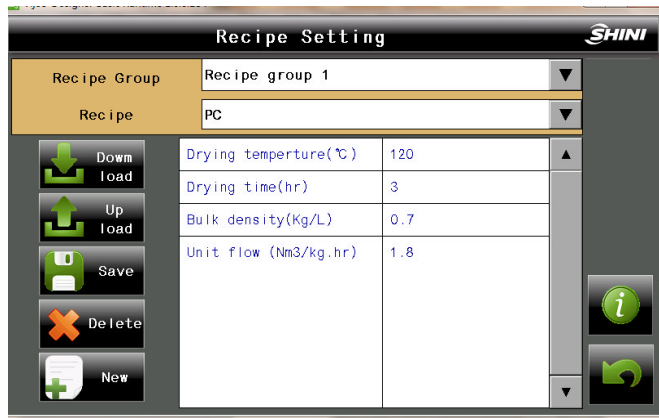 Recipe Setting
SHINI
Recipe Group
Recipe group 1
Recipe
PC
Dowm
load
Up
load
Save
Delete
New
Drying temperture(℃)
120
Drying time(hr)
3
Bulk density(Kg/L)
0.7
Unit flow (Nm3/kg.hr)
1.8